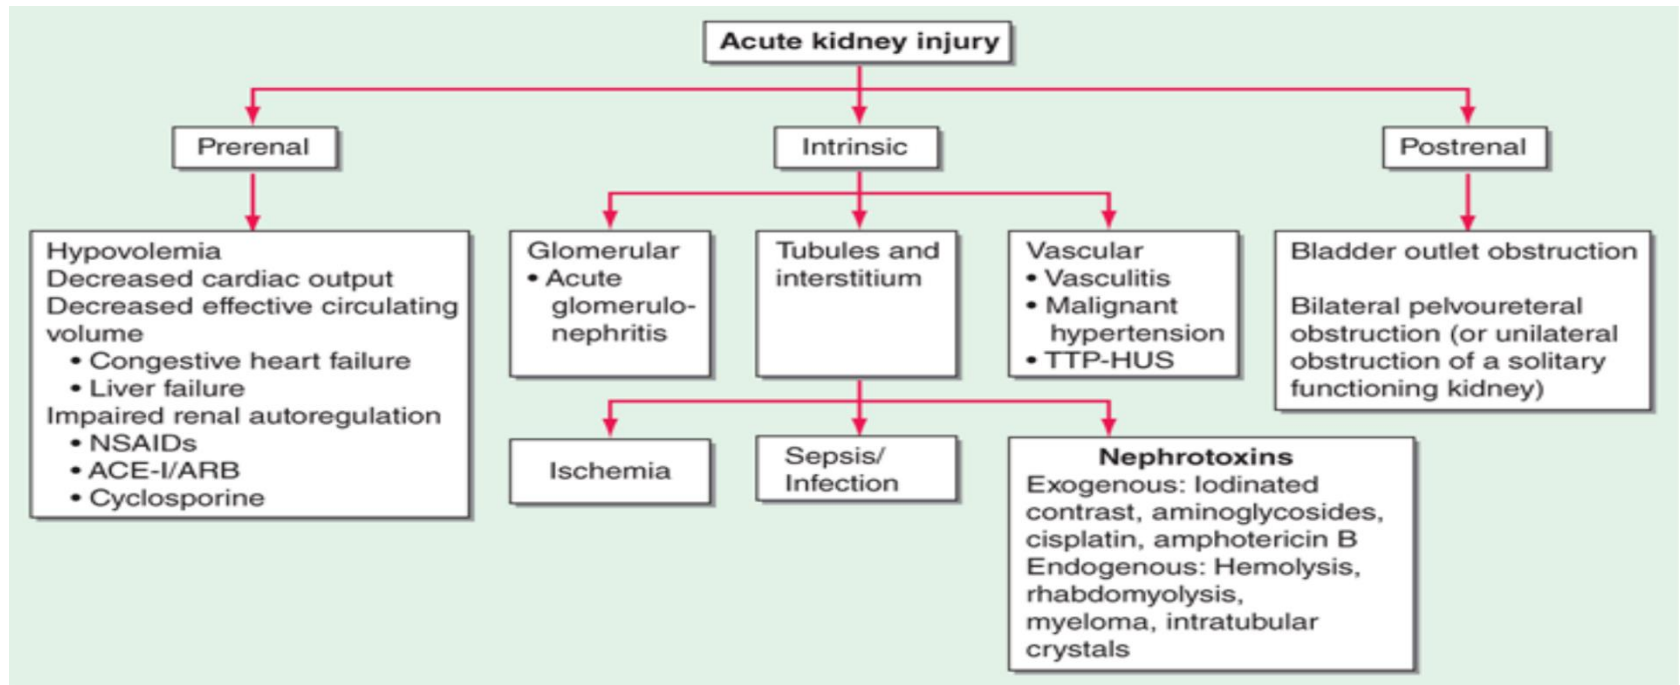 Acute kidney injury
Prerenal
Intrinsic
Postrenal
Hypovolemia
Decreased cardiac output
Decreased effective circulating
volume
• Congestive heart failure
• Liver failure
Impaired renal autoregulation
• NSAIDs
• ACE-I/ARB
• Cyclosporine
Glomerular
• Acute
glomerulo-
nephritis
Tubules and
interstitium
Vascular
• Vasculitis
• Malignant
hypertension
• TTP-HUS
Bladder outlet obstruction
Bilateral pelvoureteral
obstruction (or unilateral
obstruction of a solitary
functioning kidney)
Ischemia
Sepsis/
Infection
Nephrotoxins
Exogenous: Iodinated
contrast, aminoglycosides,
cisplatin, amphotericin B
Endogenous: Hemolysis,
rhabdomyolysis,
myeloma, intratubular
crystals